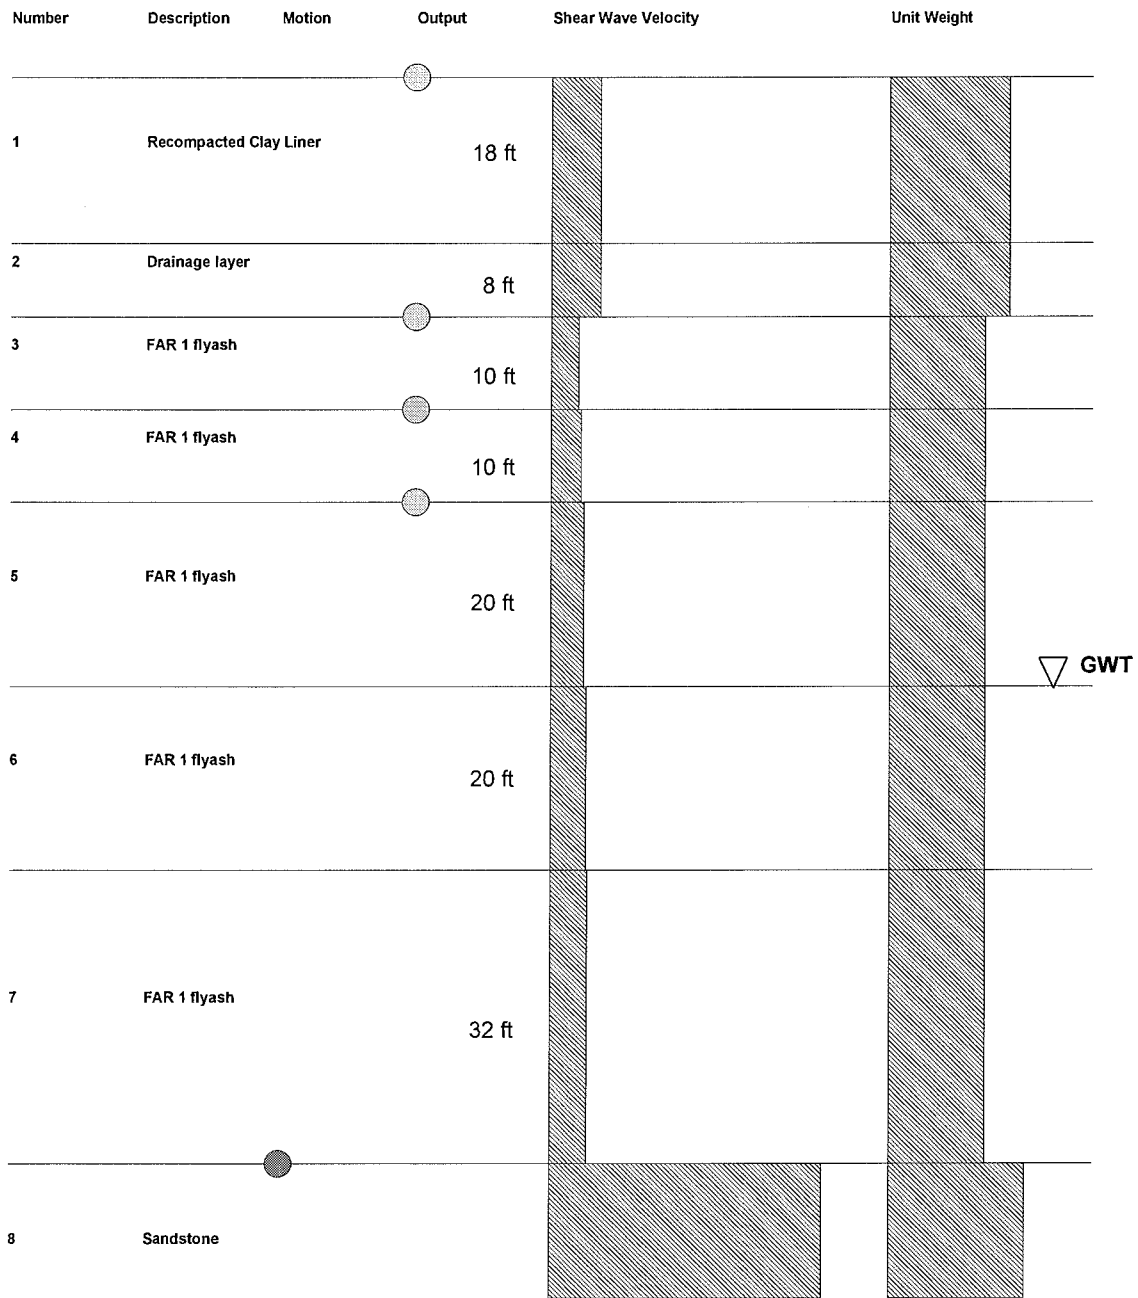 Number Description Motion Output Shear Wave Velocity Unit Weight
1 Recompacted Clay Liner 18 ft
2 Drainage layer 8 ft
3 FAR 1 flyash 10 ft
4 FAR 1 flyash 10 ft
5 FAR 1 flyash 20 ft
GWT
6 FAR 1 flyash 20 ft
7 FAR 1 flyash 32 ft
8 Sandstone